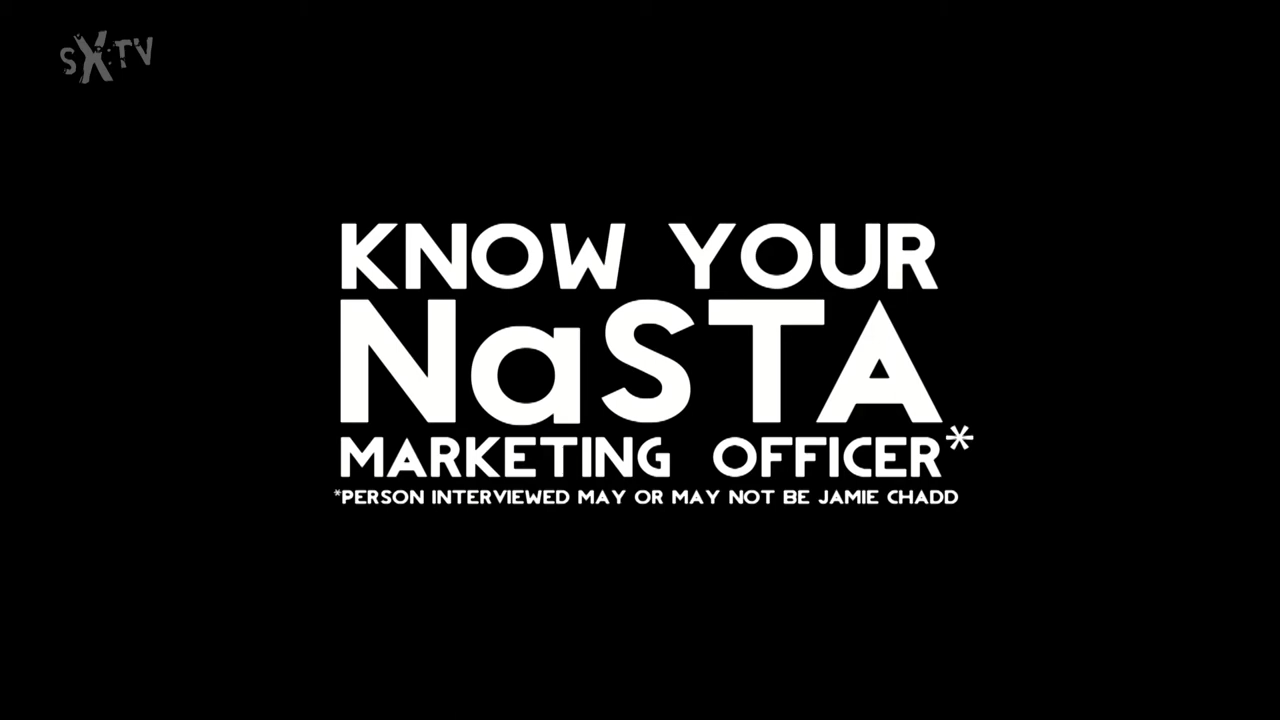 SXTV
KNOW YOUR
NaSTA
MARKETING OFFICER*
*PERSON INTERVIEWED MAY OR MAY NOT BE JAMIE CHADD